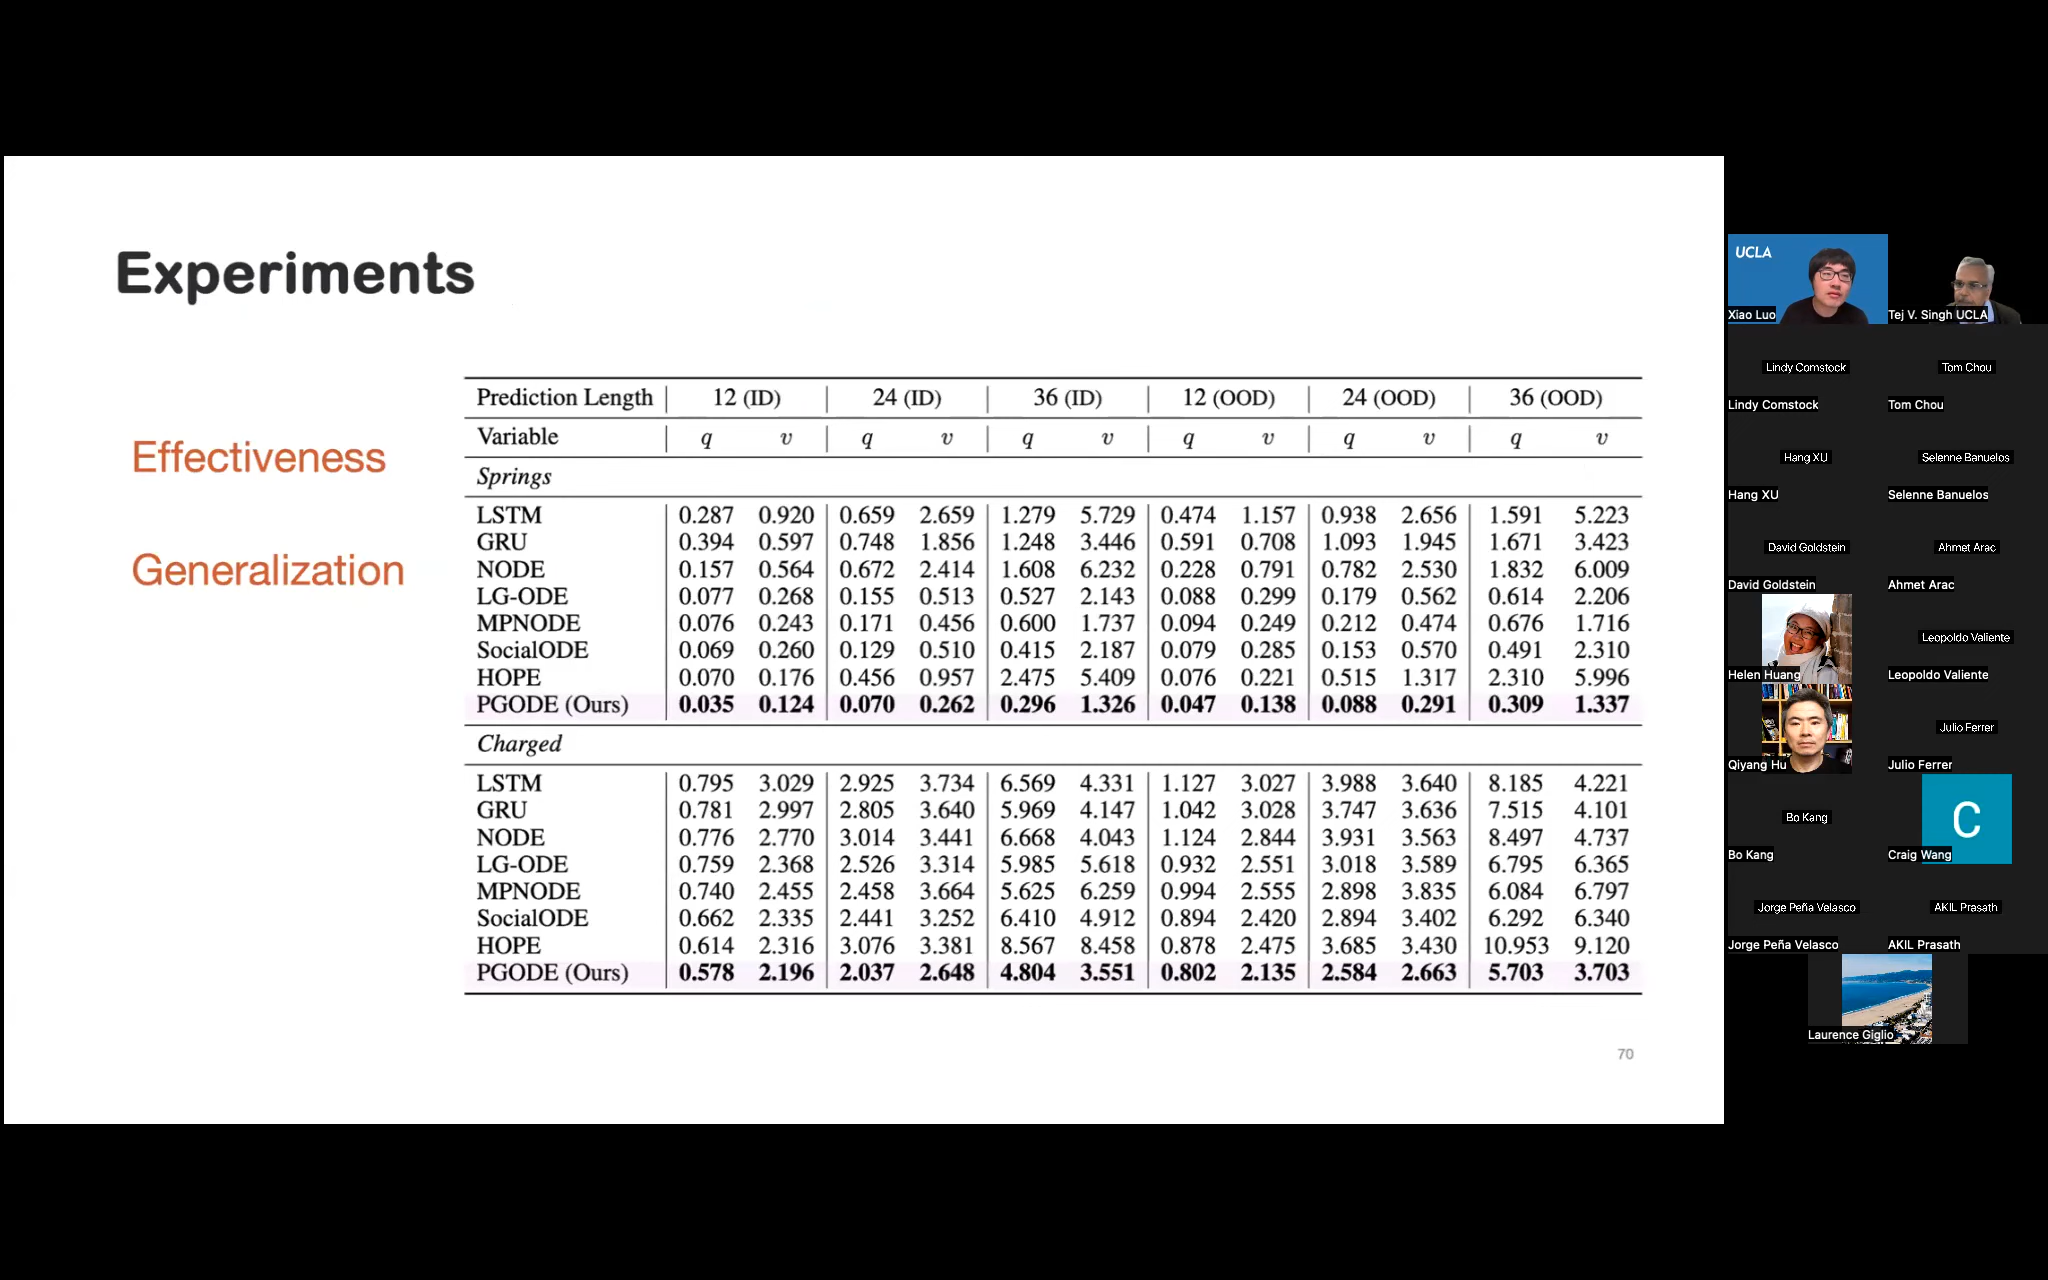 Experiments
Effectiveness
Generalization
Prediction Length 12 (ID) 24 (ID) 36 (ID) 12 (OOD) 24 (OOD) 36 (OOD)
Variable q v q v q v q v q v q v
Springs
LSTM 0.287 0.920 0.659 2.659 1.279 5.729 0.474 1.157 0.938 2.656 1.591 5.223
GRU 0.394 0.597 0.748 1.856 1.248 3.446 0.591 0.708 1.093 1.945 1.671 3.423
NODE 0.157 0.564 0.672 2.414 1.608 6.232 0.228 0.791 0.782 2.530 1.832 6.009
LG-ODE 0.077 0.268 0.155 0.513 0.527 2.143 0.088 0.299 0.179 0.562 0.614 2.206
MPNODE 0.076 0.243 0.171 0.456 0.600 1.737 0.094 0.249 0.212 0.474 0.676 1.716
SocialODE 0.069 0.260 0.129 0.510 0.415 2.187 0.079 0.285 0.153 0.570 0.491 2.310
HOPE 0.070 0.176 0.456 0.957 2.475 5.409 0.076 0.221 0.515 1.317 2.310 5.996
PGODE (Ours) 0.035 0.124 0.070 0.262 0.296 1.326 0.047 0.138 0.088 0.291 0.309 1.337
Charged
LSTM 0.795 3.029 2.925 3.734 6.569 4.331 1.127 3.027 3.988 3.640 8.185 4.221
GRU 0.781 2.997 2.805 3.640 5.969 4.147 1.042 3.028 3.747 3.636 7.515 4.101
NODE 0.776 2.770 3.014 3.441 6.668 4.043 1.124 2.844 3.931 3.563 8.497 4.737
LG-ODE 0.759 2.368 2.526 3.314 5.985 5.618 0.932 2.551 3.018 3.589 6.795 6.365
MPNODE 0.740 2.455 2.458 3.664 5.625 6.259 0.994 2.555 2.898 3.835 6.084 6.797
SocialODE 0.662 2.335 2.441 3.252 6.410 4.912 0.894 2.420 2.894 3.402 6.292 6.340
HOPE 0.614 2.316 3.076 3.381 8.567 8.458 0.878 2.475 3.685 3.430 10.953 9.120
PGODE (Ours) 0.578 2.196 2.037 2.648 4.804 3.551 0.802 2.135 2.584 2.663 5.703 3.703
70
UCLA
Xiao Luo Tej V. Singh UCLA
Lindy Comstock Tom Chou
Lindy Comstock Tom Chou
Hang XU Selenne Banuelos
Hang XU Selenne Banuelos
David Goldstein Ahmet Arac
David Goldstein Ahmet Arac
Leopoldo Valiente
Helen Huang Leopoldo Valiente
Julio Ferrer
Qiyang Hu Julio Ferrer
Bo Kang C
Bo Kang Craig Wang
Jorge Peña Velasco AKIL Prasath
Jorge Peña Velasco AKIL Prasath
Laurence Giglio